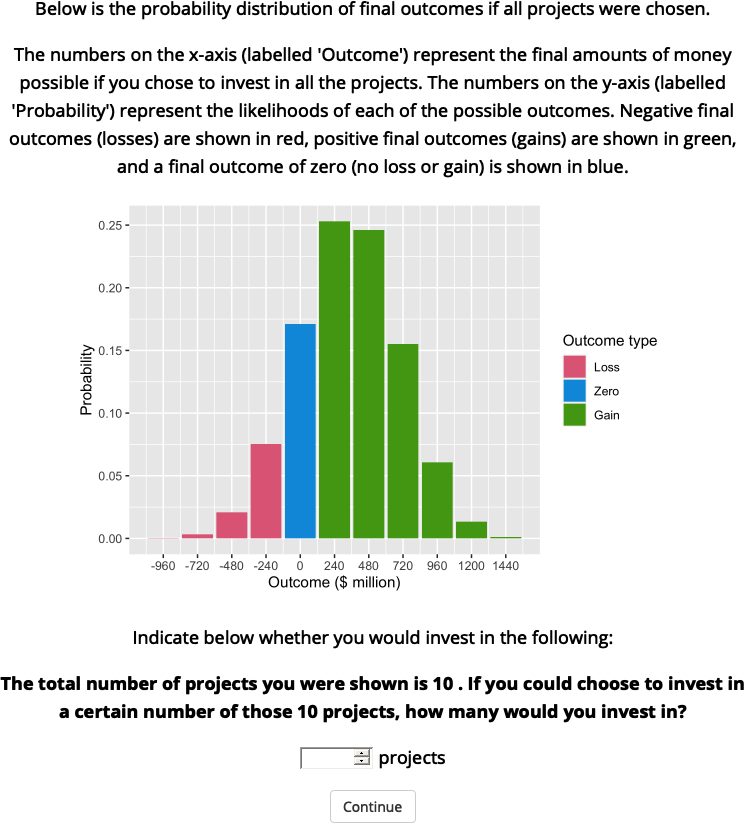 Below is the probability distribution of final outcomes if all projects were chosen.
The numbers on the x-axis (labelled 'Outcome') represent the final amounts of money
possible if you chose to invest in all the projects. The numbers on the y-axis (labelled
'Probability') represent the likelihoods of each of the possible outcomes. Negative final
outcomes (losses) are shown in red, positive final outcomes (gains) are shown in green,
and a final outcome of zero (no loss or gain) is shown in blue.
0.25
0.20
0.15
0.10
0.05
0.00
Probability
-960 -720 -480 -240 0 240 480 720 960 1200 1440
Outcome ($ million)
Outcome type
Loss
Zero
Gain
Indicate below whether you would invest in the following:
The total number of projects you were shown is 10 . If you could choose to invest in
a certain number of those 10 projects, how many would you invest in?
projects
Continue